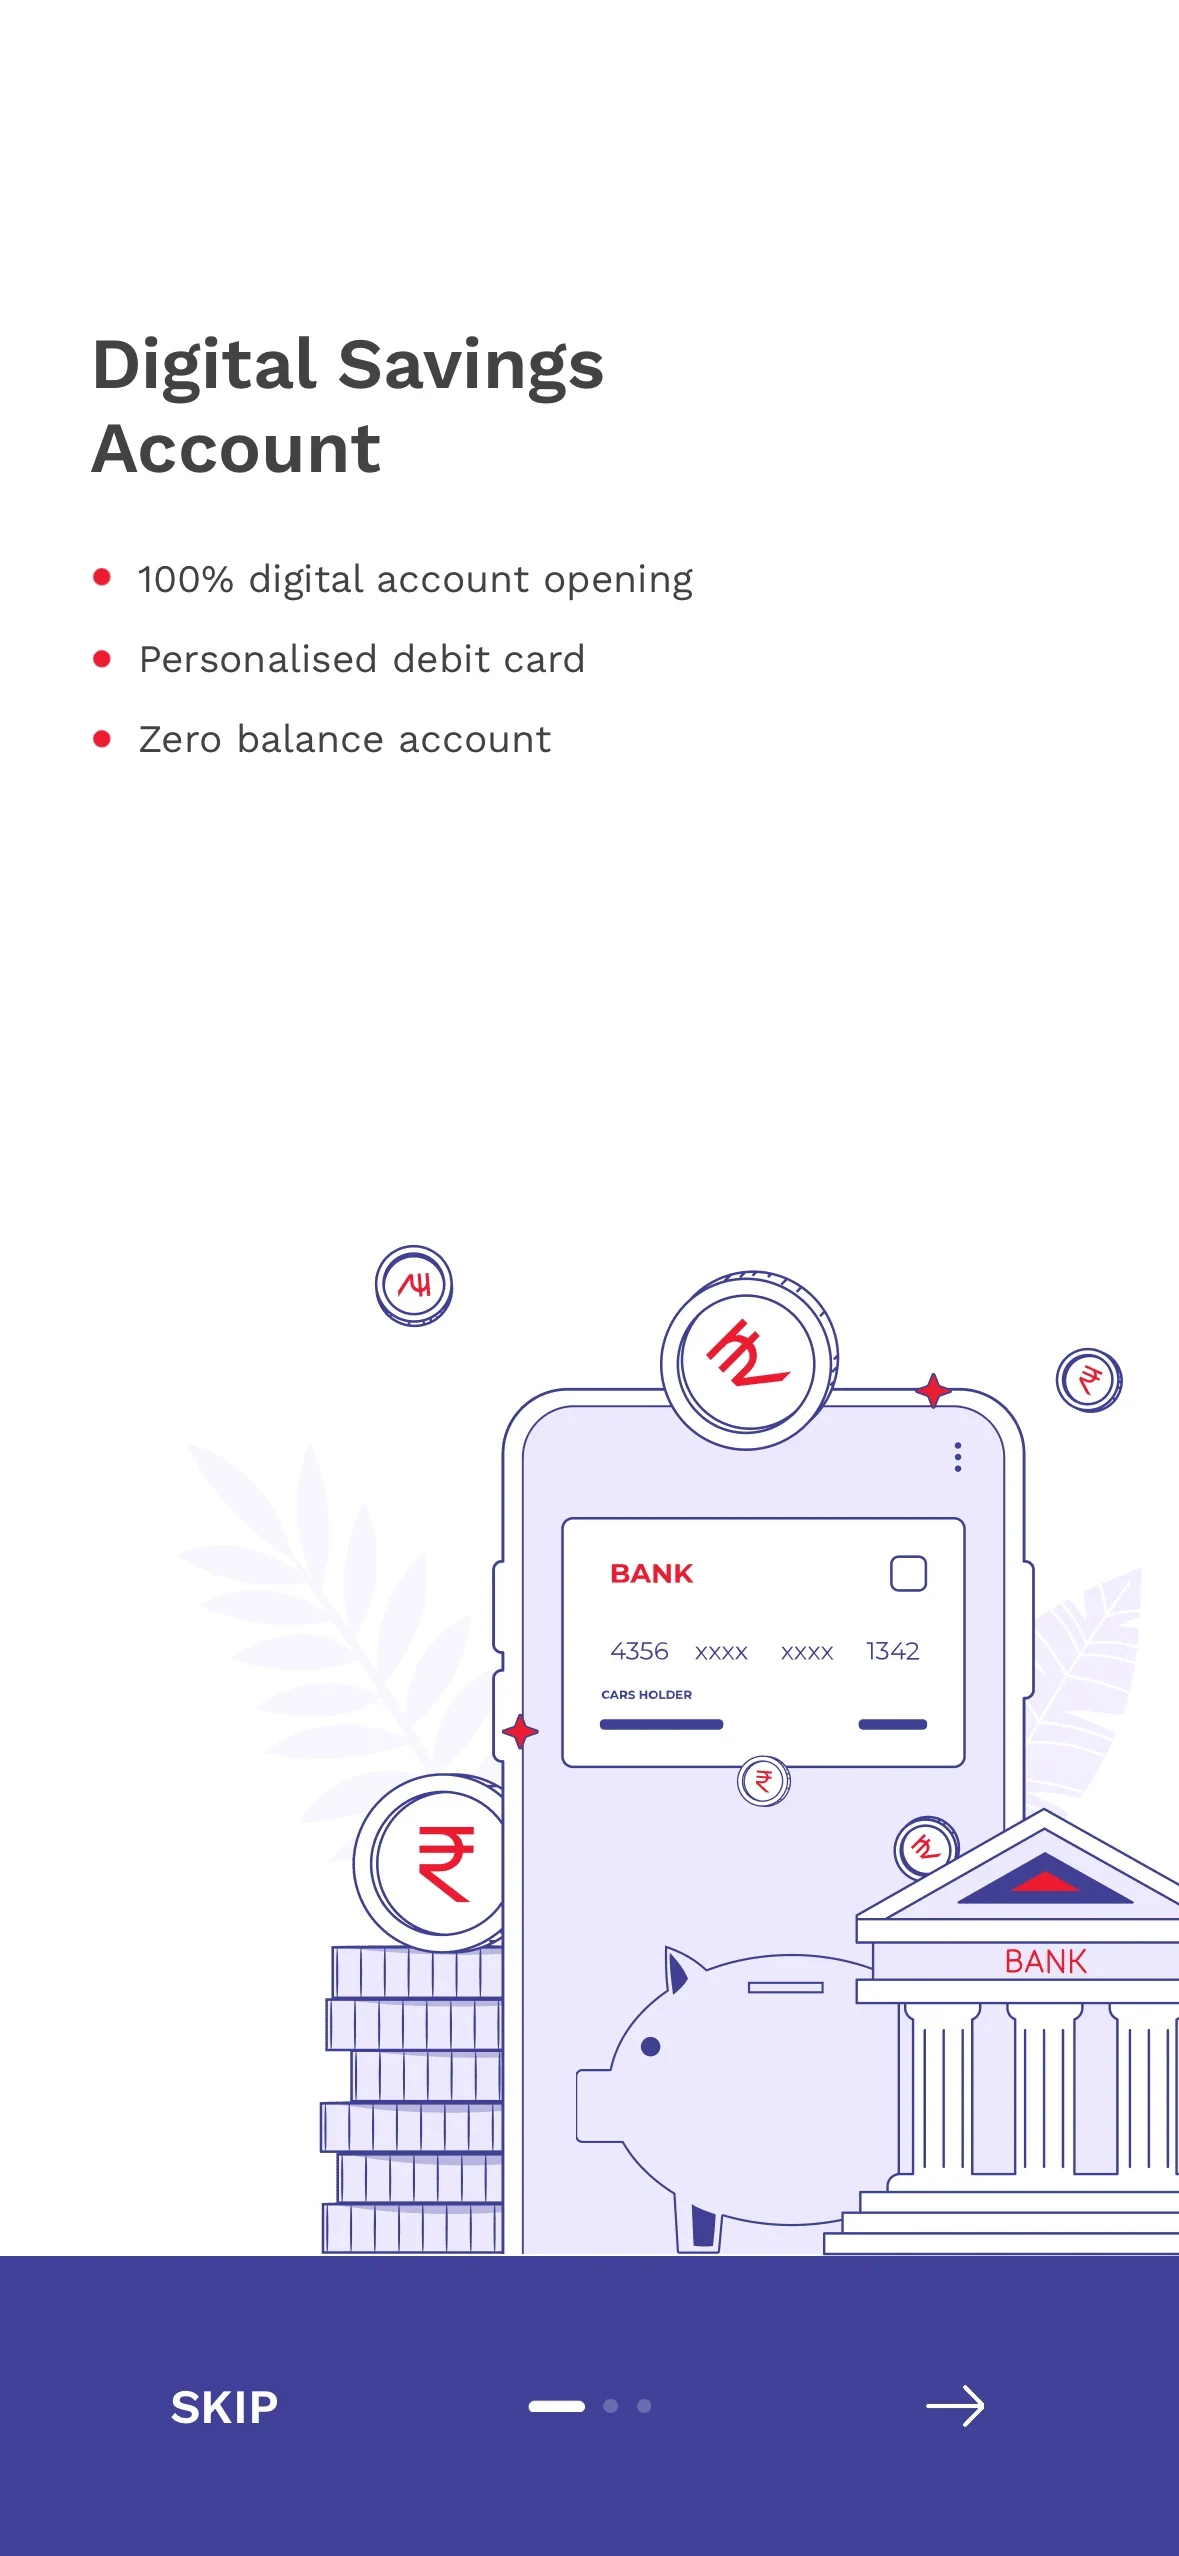 Digital Savings
Account
100% digital account opening
Personalised debit card
Zero balance account
₹
₹
₹
BANK
4356 xxxx xxxx 1342
CARS HOLDER
₹
₹
₹
BANK
SKIP